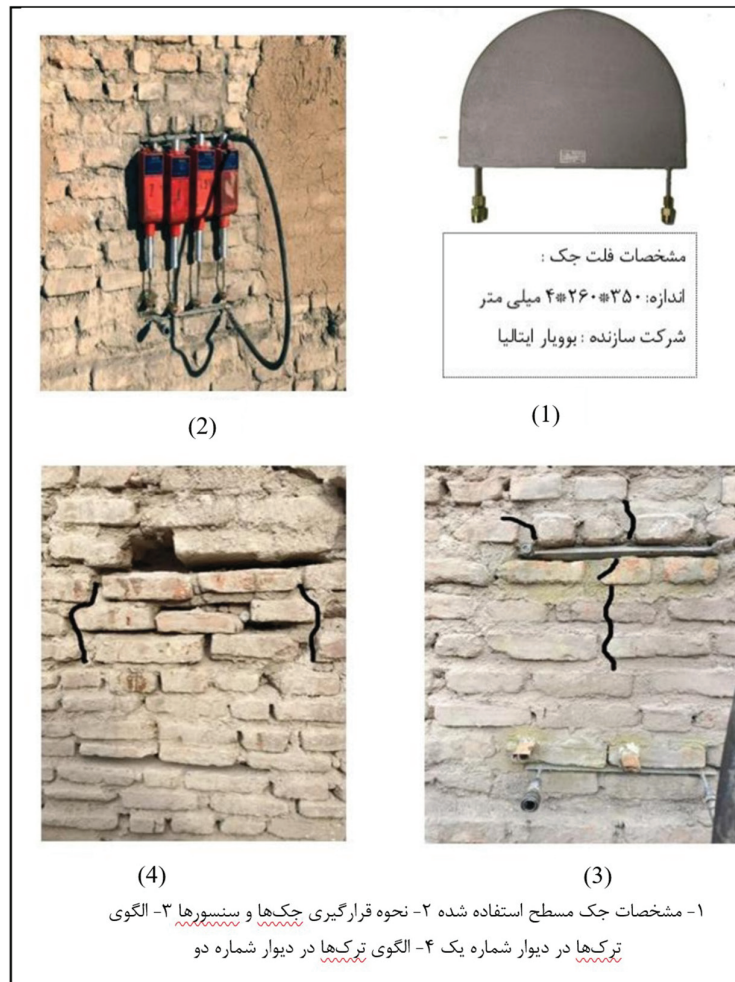 (1)
مشخصات فلت جک :
اندازه: ۳۵۰*۲۶۰*۴ میلی متر
شرکت سازنده : بوویار ایتالیا
(2)
(3)
(4)
۱- مشخصات جک مسطح استفاده شده ۲- نحوه قرارگیری جک‌ها و سنسورها ۳- الگوی
ترک‌ها در دیوار شماره یک ۴- الگوی ترک‌ها در دیوار شماره دو